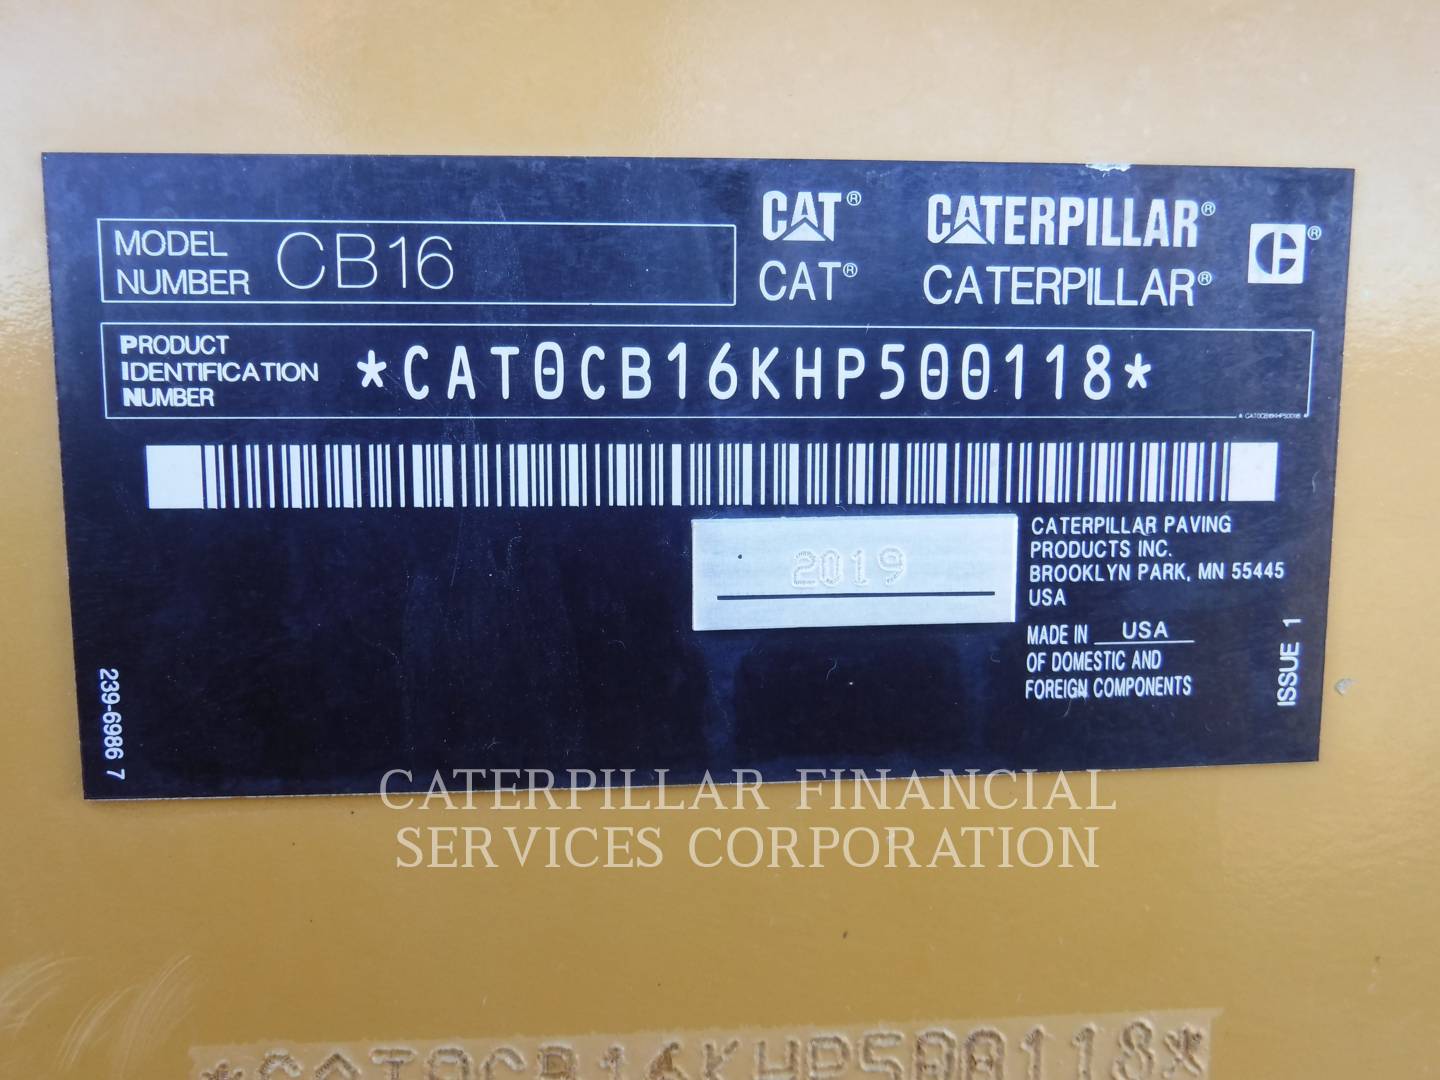 MODEL
NUMBER CB16
CAT® CATERPILLAR® ®
CAT® CATERPILLAR®
PRODUCT
IDENTIFICATION
NUMBER
*CAT0CB16KHP500118*
* CAT0CB16KHP500118 *
2019
CATERPILLAR PAVING
PRODUCTS INC.
BROOKLYN PARK, MN 55445
USA
MADE IN USA
OF DOMESTIC AND
FOREIGN COMPONENTS
ISSUE 1
239-6986 7
CATERPILLAR FINANCIAL
SERVICES CORPORATION
*CAT0CB16KHP500118*